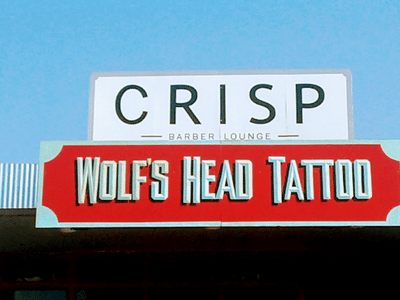 CRISP
BARBER LOUNGE
WOLF'S HEAD TATTOO